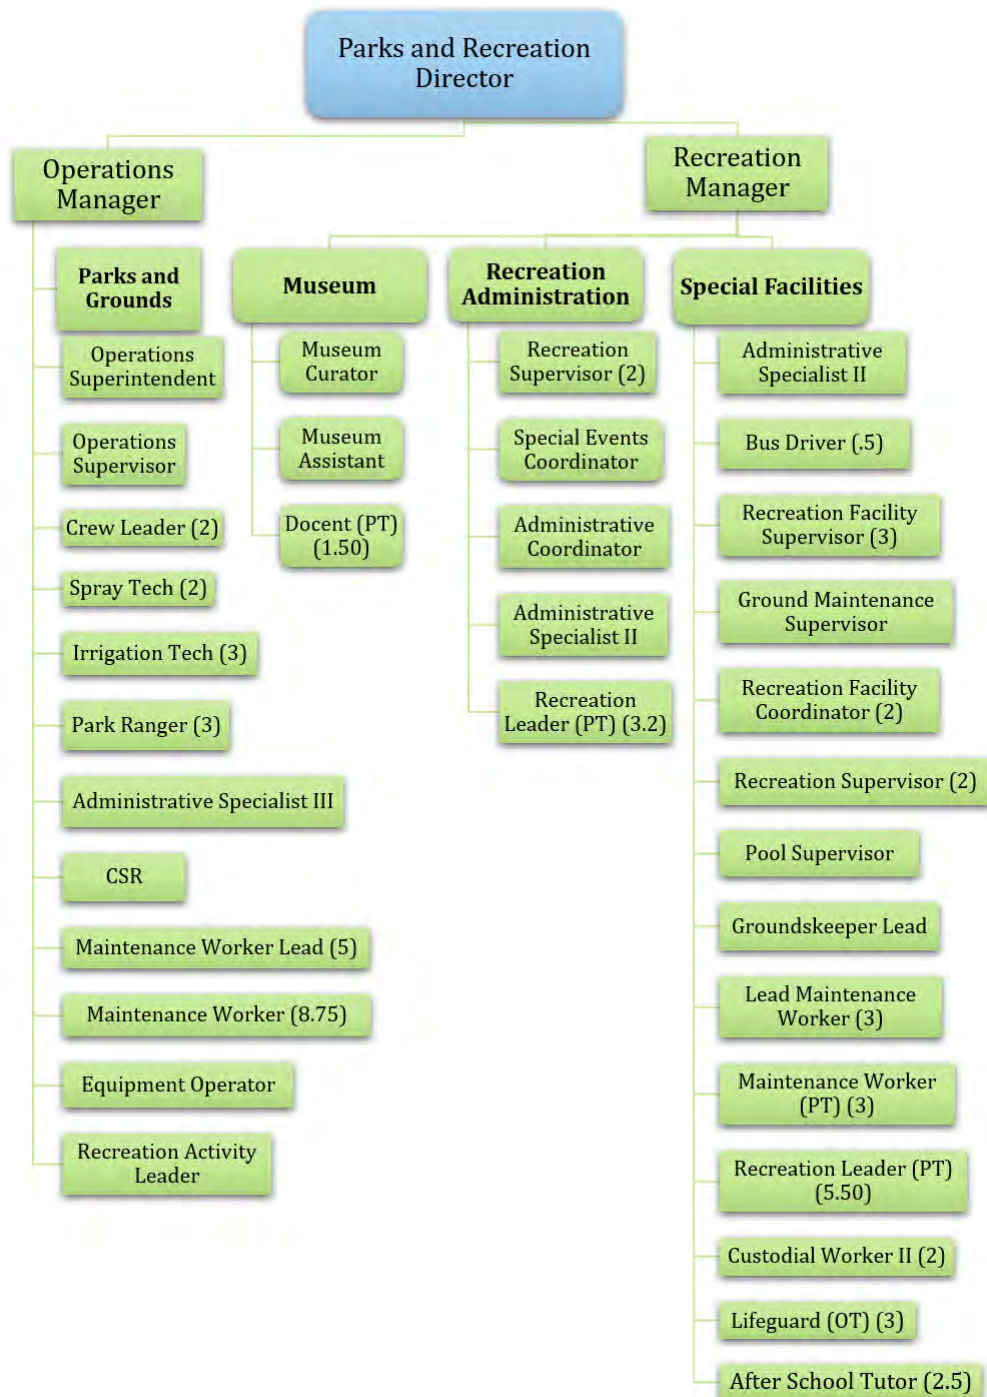 Parks and Recreation
Director
Operations
Manager
Recreation
Manager
Parks and
Grounds
Operations
Superintendent
Operations
Supervisor
Crew Leader (2)
Spray Tech (2)
Irrigation Tech (3)
Park Ranger (3)
Administrative Specialist III
CSR
Maintenance Worker Lead (5)
Maintenance Worker (8.75)
Equipment Operator
Recreation Activity
Leader
Museum
Museum
Curator
Museum
Assistant
Docent (PT)
(1.50)
Recreation
Administration
Recreation
Supervisor (2)
Special Events
Coordinator
Administrative
Coordinator
Administrative
Specialist II
Recreation
Leader (PT) (3.2)
Special Facilities
Administrative
Specialist II
Bus Driver (.5)
Recreation Facility
Supervisor (3)
Ground Maintenance
Supervisor
Recreation Facility
Coordinator (2)
Recreation Supervisor (2)
Pool Supervisor
Groundskeeper Lead
Lead Maintenance
Worker (3)
Maintenance Worker
(PT) (3)
Recreation Leader (PT)
(5.50)
Custodial Worker II (2)
Lifeguard (OT) (3)
After School Tutor (2.5)